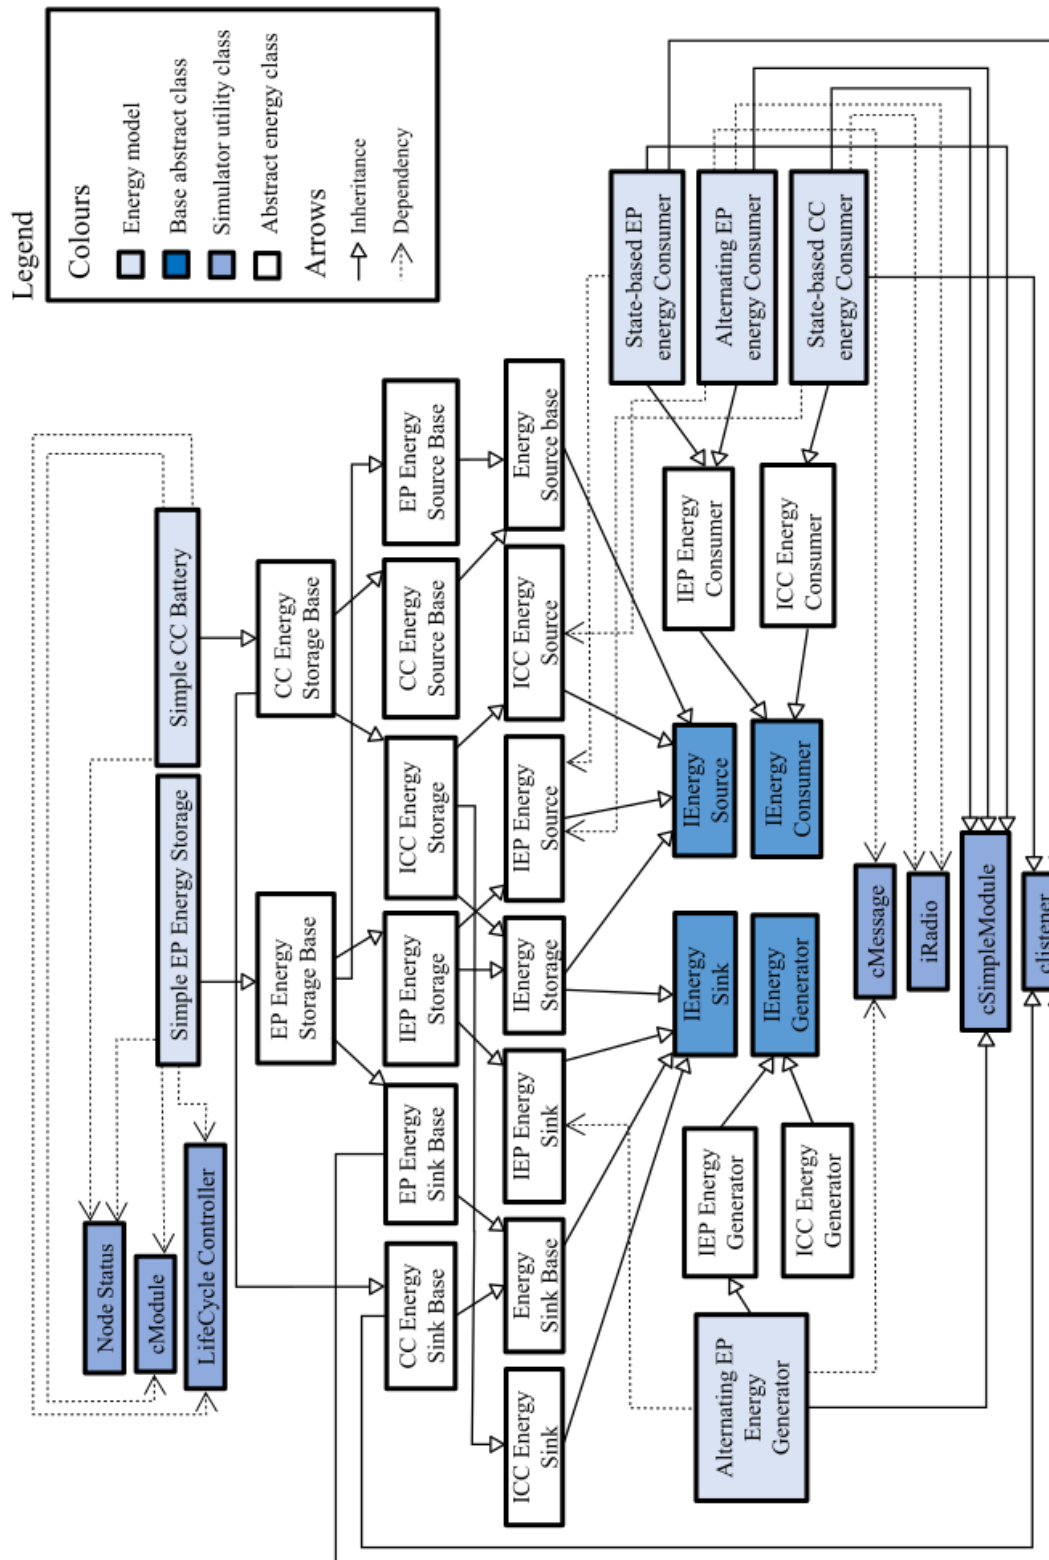 Legend
Colours
Energy model
Base abstract class
Simulator utility class
Abstract energy class
Arrows
Inheritance
Dependency
Node Status
cModule
LifeCycle Controller
Simple EP Energy Storage
Simple CC Battery
EP Energy
Storage Base
CC Energy
Storage Base
CC Energy
Sink Base
EP Energy
Sink Base
IEP Energy
Storage
ICC Energy
Storage
CC Energy
Source Base
EP Energy
Source Base
ICC Energy
Sink
Energy
Sink Base
IEP Energy
Sink
IEnergy
Storage
IEP Energy
Source
ICC Energy
Source
Energy
Source base
State-based EP
energy Consumer
Alternating EP
energy Consumer
State-based CC
energy Consumer
IEP Energy
Consumer
ICC Energy
Consumer
IEnergy
Sink
IEnergy
Source
IEnergy
Generator
IEnergy
Consumer
IEP Energy
Generator
ICC Energy
Generator
Alternating EP
Energy
Generator
cMessage
iRadio
cSimpleModule
clistener